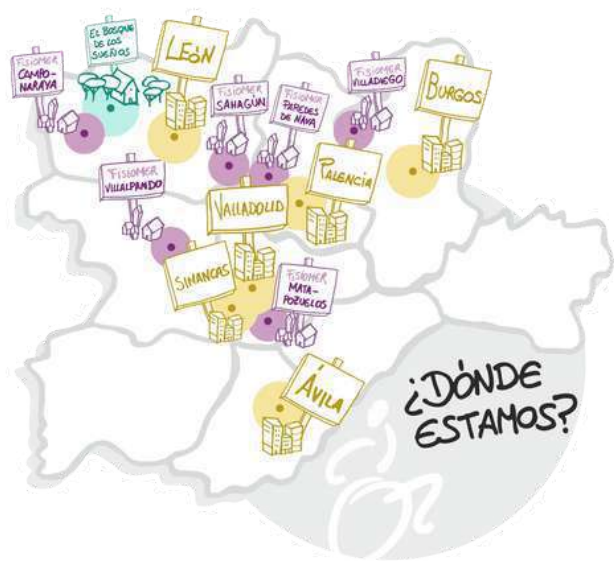 FISIOMER
CAMPO-
NARAYA
EL BOSQUE
DE LOS
SUEÑOS
LEÓN
FISIOMER
SAHAGÚN
FISIOMER
PAREDES
DE NAVA
FISIOMER
VILLADIEGO
BURGOS
FISIOMER
VILLALPANDO
VALLADOLID
PALENCIA
SIMANCAS
FISIOMER
MATA-
POZUELOS
ÁVILA
¿DÓNDE
ESTAMOS?